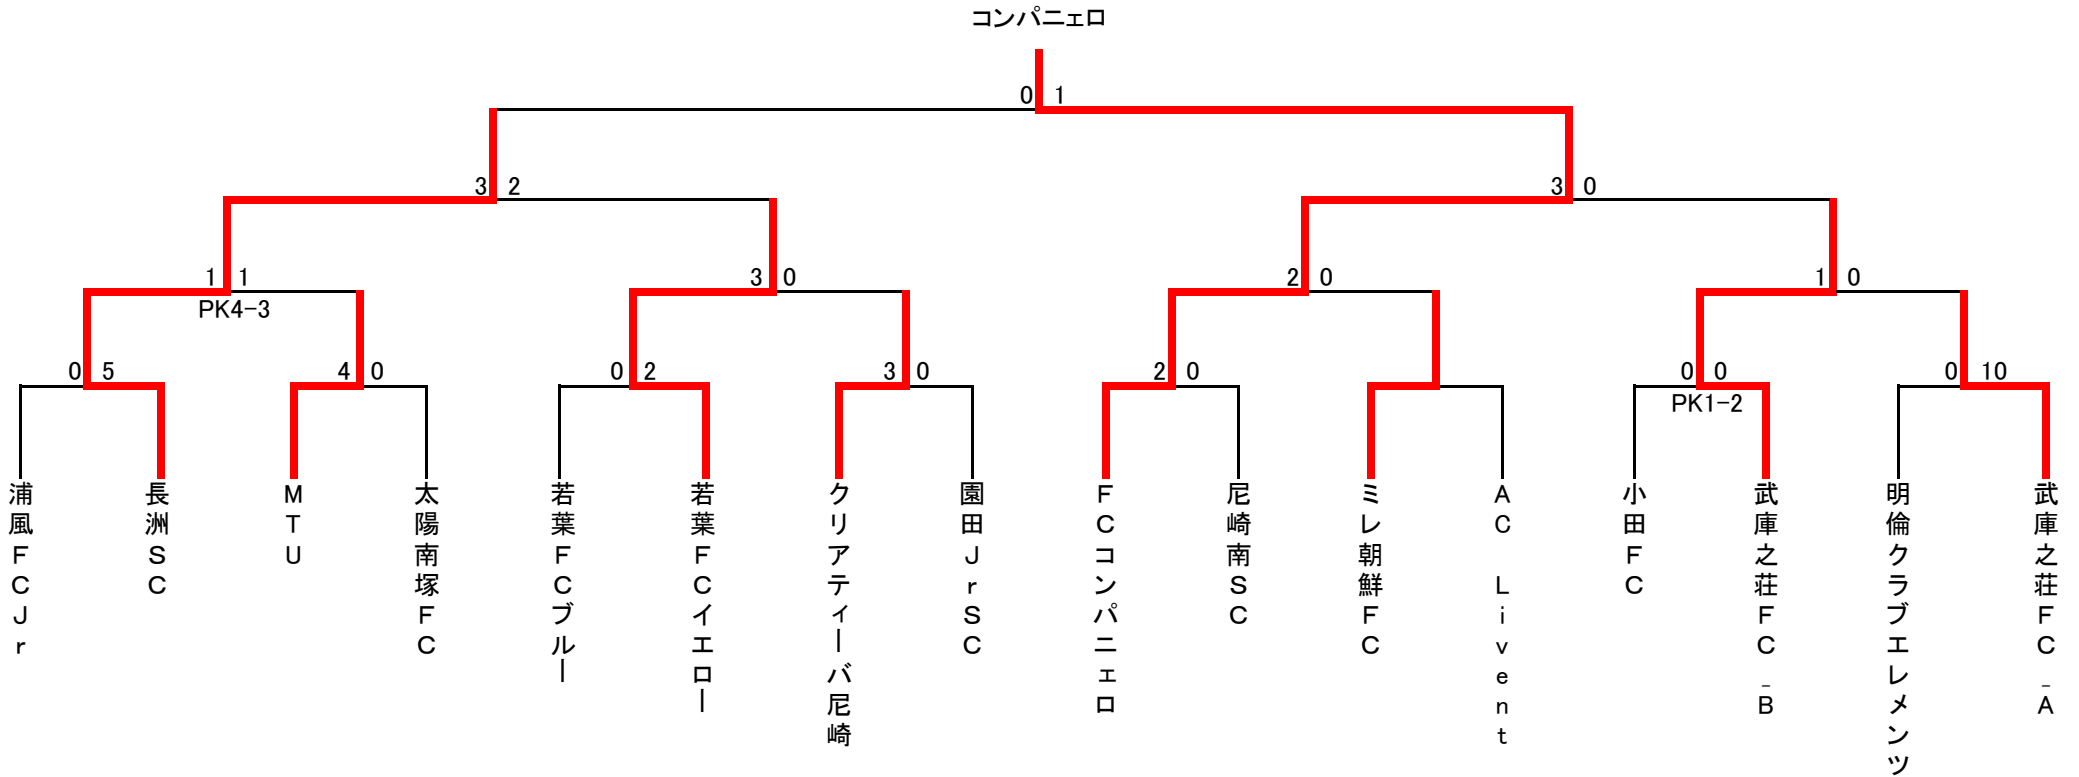 コンパニェロ
0 1
3 2
3 0
1 1
PK4-3
3 0
2 0
1 0
0 5
4 0
0 2
3 0
2 0
0 0
PK1-2
0 10
浦風ＦＣＪｒ
長洲ＳＣ
ＭＴＵ
太陽南塚ＦＣ
若葉ＦＣブルー
若葉ＦＣイエロー
クリアティーバ尼崎
園田ＪｒＳＣ
ＦＣコンパニェロ
尼崎南ＳＣ
ミレ朝鮮ＦＣ
ＡＣ　Ｌｉｖｅｎｔ
小田ＦＣ
武庫之荘ＦＣ_Ｂ
明倫クラブエレメンツ
武庫之荘ＦＣ_Ａ